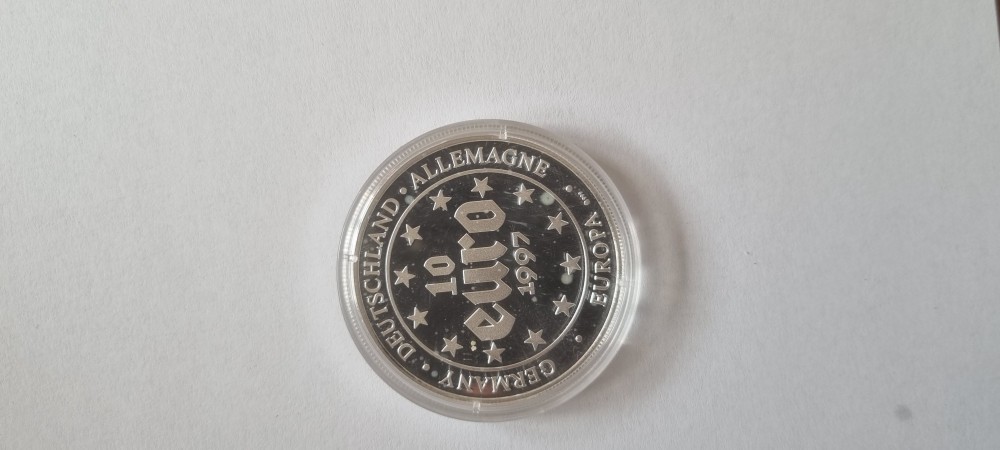 DEUTSCHLAND • ALLEMAGNE • EUROPA • GERMANY
10
euro
1997